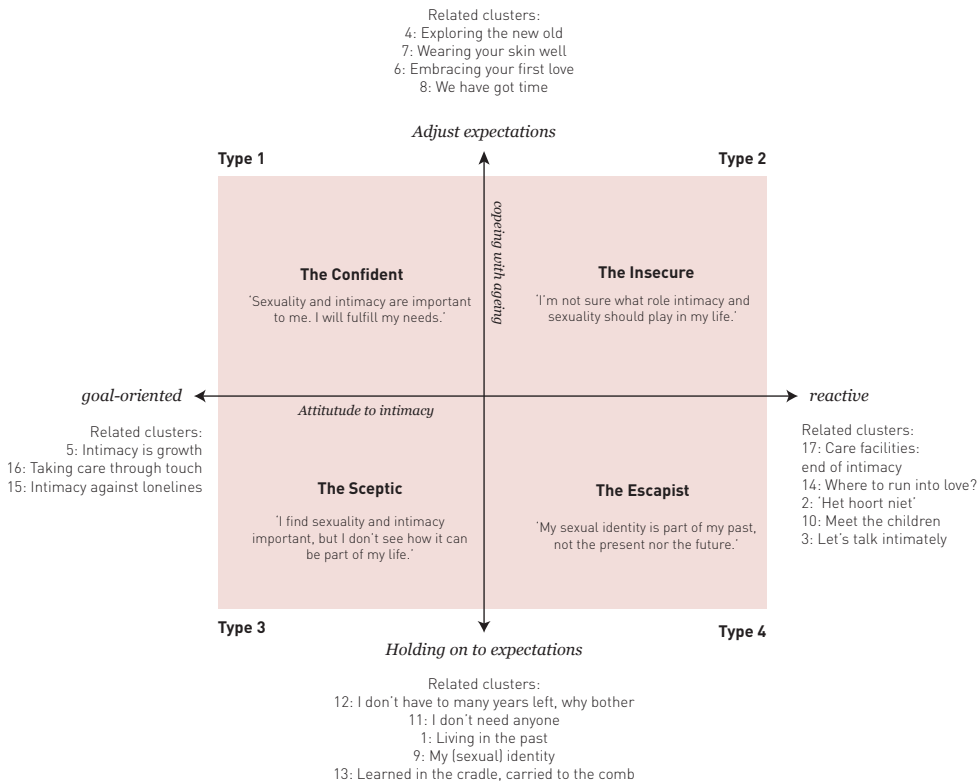 Related clusters:
4: Exploring the new old
7: Wearing your skin well
6: Embracing your first love
8: We have got time
Adjust expectations
Type 1
Type 2
copeing with ageing
The Confident
'Sexuality and intimacy are important
to me. I will fulfill my needs.'
The Insecure
'I'm not sure what role intimacy and
sexuality should play in my life.'
goal-oriented
reactive
Attitutude to intimacy
Related clusters:
5: Intimacy is growth
16: Taking care through touch
15: Intimacy against lonelines
Related clusters:
17: Care facilities:
end of intimacy
14: Where to run into love?
2: 'Het hoort niet'
10: Meet the children
3: Let's talk intimately
The Sceptic
'I find sexuality and intimacy
important, but I don't see how it can
be part of my life.'
The Escapist
'My sexual identity is part of my past,
not the present nor the future.'
Type 3
Type 4
Holding on to expectations
Related clusters:
12: I don't have to many years left, why bother
11: I don't need anyone
1: Living in the past
9: My (sexual) identity
13: Learned in the cradle, carried to the comb